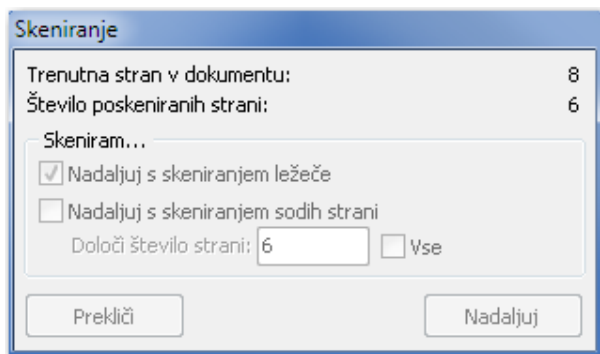 Skeniranje
Trenutna stran v dokumentu: 8
Število poskeniranih strani: 6
Skeniram...
Nadaljuj s skeniranjem ležeče
Nadaljuj s skeniranjem sodih strani
Določi število strani: 6 Vse
Prekliči Nadaljuj